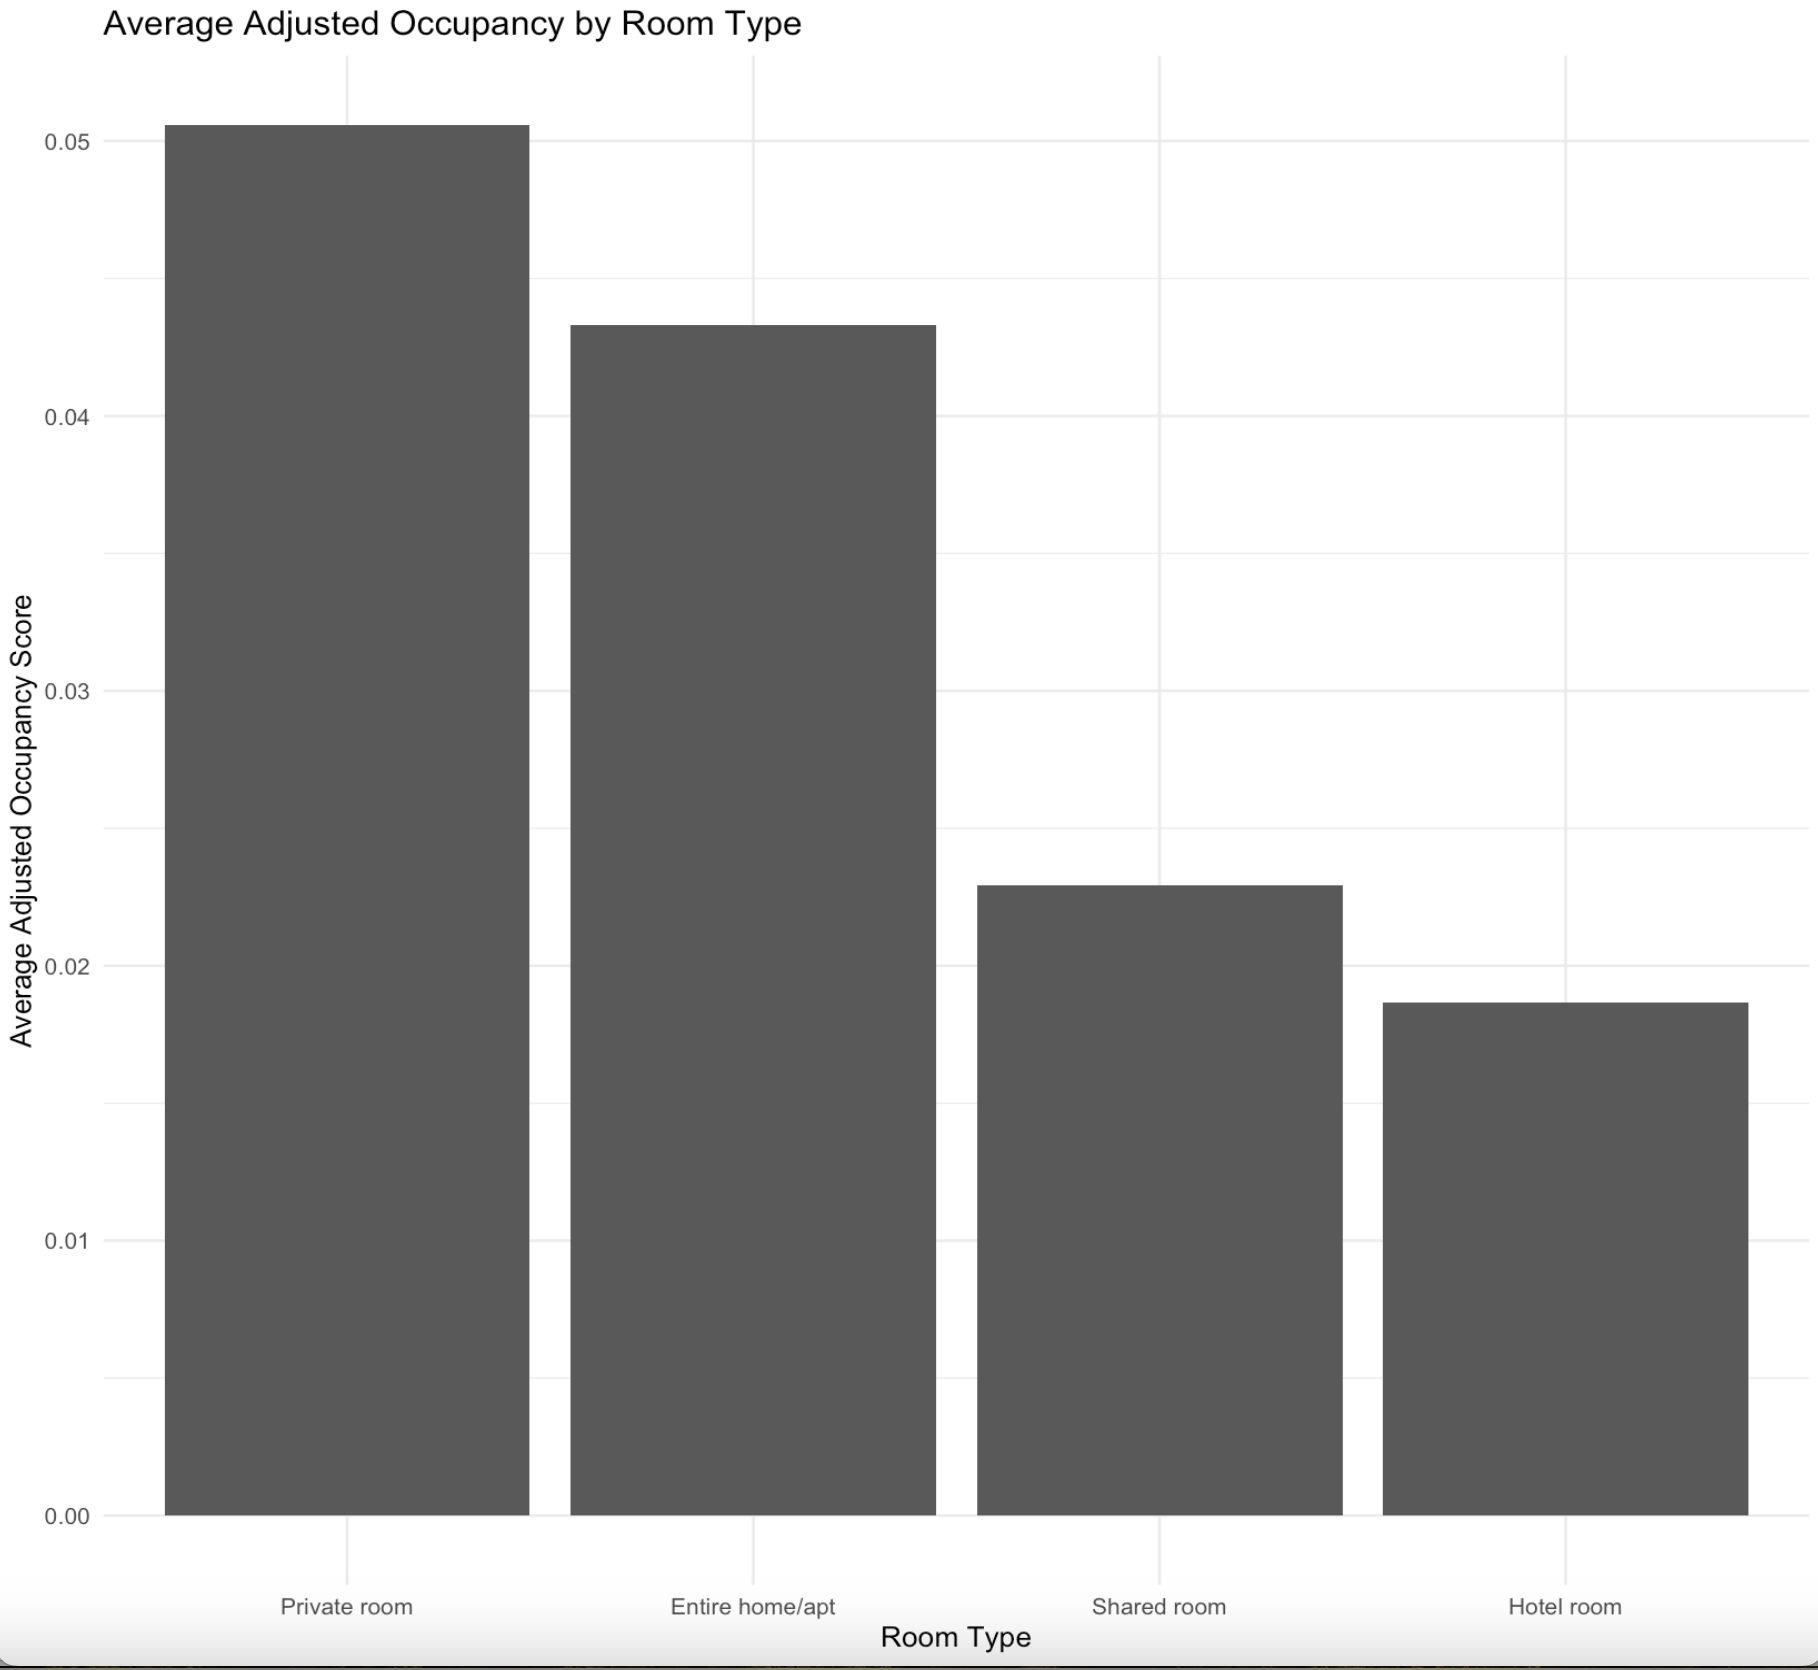 Average Adjusted Occupancy by Room Type
Average Adjusted Occupancy Score
0.05
0.04
0.03
0.02
0.01
0.00
Private room
Entire home/apt
Shared room
Hotel room
Room Type